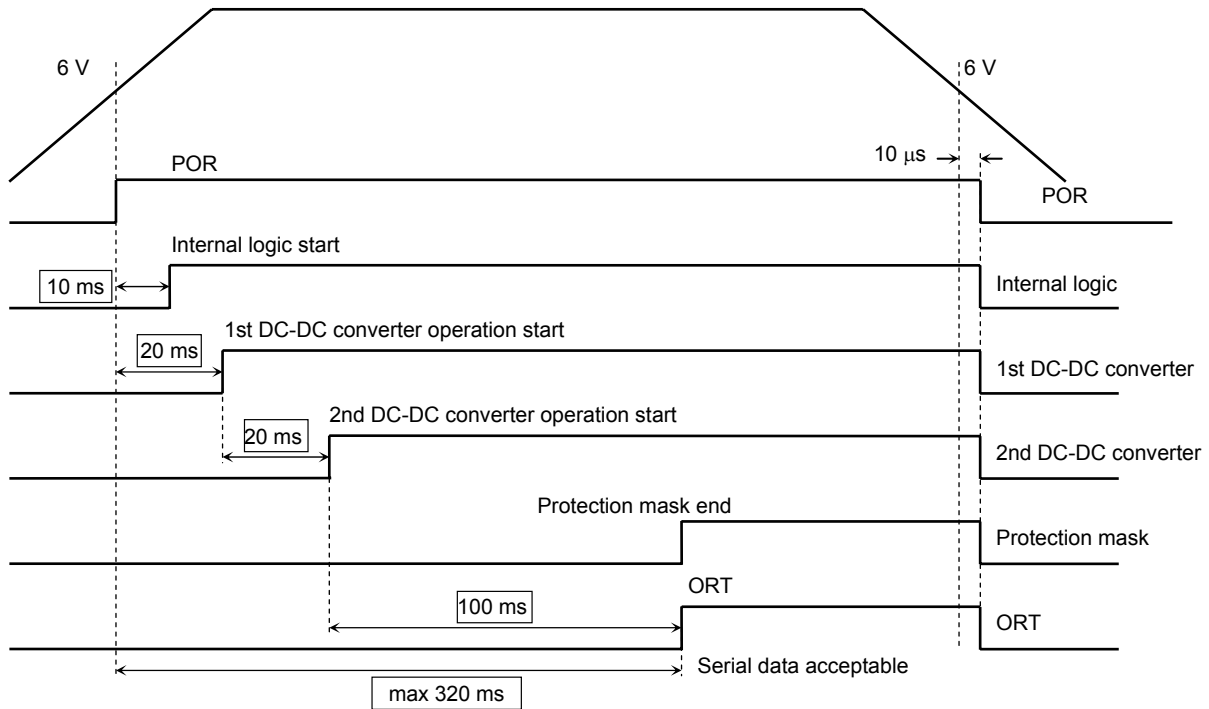 6 V
6 V
10 μs
POR
POR
Internal logic start
10 ms
Internal logic
1st DC-DC converter operation start
20 ms
1st DC-DC converter
2nd DC-DC converter operation start
20 ms
2nd DC-DC converter
Protection mask end
Protection mask
ORT
100 ms
ORT
Serial data acceptable
max 320 ms